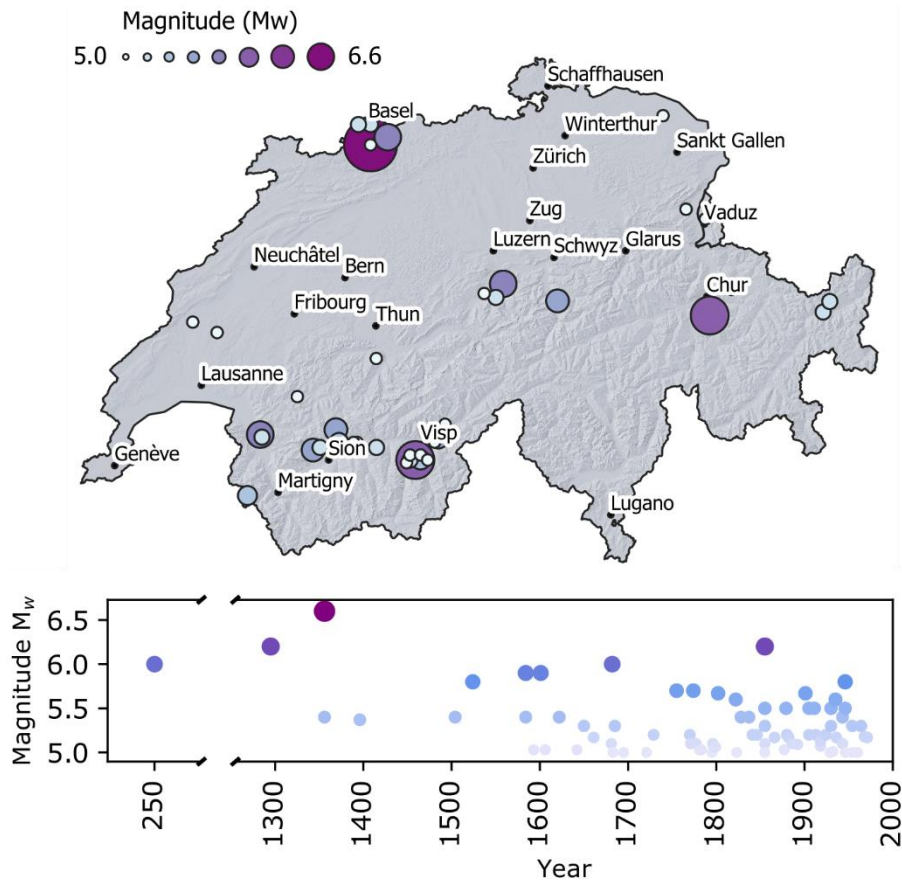 Magnitude (Mw)
5.0 6.6
Schaffhausen
Basel
Winterthur
Sankt Gallen
Zürich
Zug
Vaduz
Luzern
Schwyz
Glarus
Neuchâtel
Bern
Chur
Fribourg
Thun
Lausanne
Visp
Genève
Sion
Martigny
Lugano
Magnitude Mw
6.5
6.0
5.5
5.0
250 1300 1400 1500 1600 1700 1800 1900 2000
Year